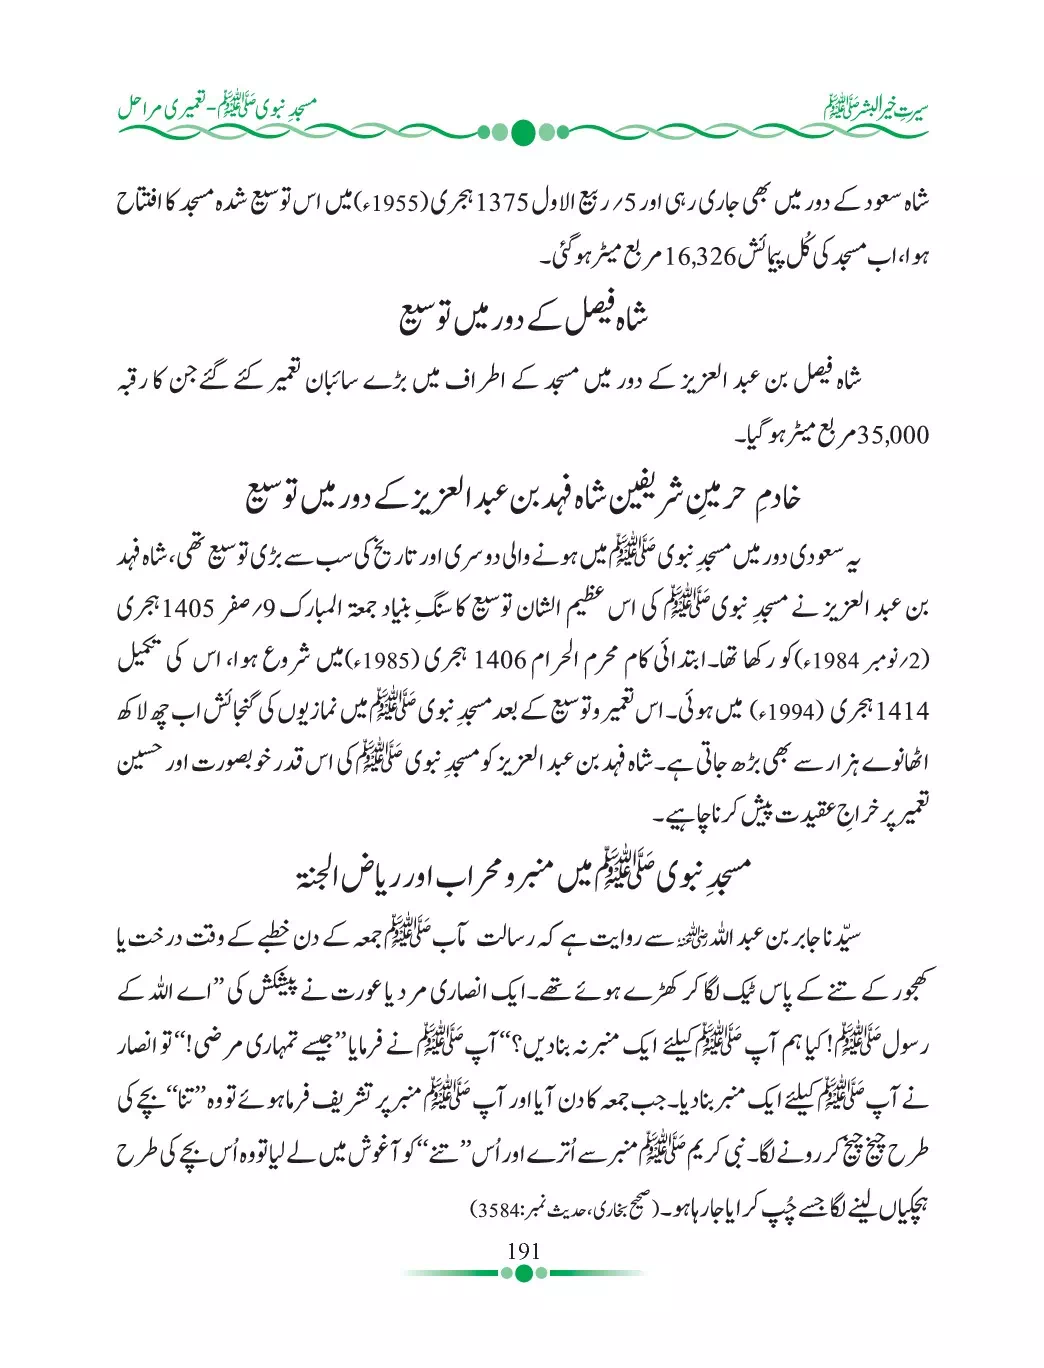 سیرتِ خیر البشر ﷺ
مسجدِ نبوی ﷺ - تعمیری مراحل
شاہ سعود کے دور میں بھی جاری رہی اور 5؍ ربیع الاول 1375 ہجری (1955ء) میں اس توسیع شدہ مسجد کا افتتاح
ہوا، اب مسجد کی کُل پیمائش 16,326 مربع میٹر ہوگئی۔
شاہ فیصل کے دور میں توسیع
شاہ فیصل بن عبد العزیز کے دور میں مسجد کے اطراف میں بڑے سائبان تعمیر کئے گئے جن کا رقبہ
35,000 مربع میٹر ہو گیا۔
خادمِ حرمینِ شریفین شاہ فہد بن عبد العزیز کے دور میں توسیع
یہ سعودی دور میں مسجدِ نبوی ﷺ میں ہونے والی دوسری اور تاریخ کی سب سے بڑی توسیع تھی، شاہ فہد
بن عبد العزیز نے مسجدِ نبوی ﷺ کی اس عظیم الشان توسیع کا سنگِ بنیاد جمعۃ المبارک 9؍ صفر 1405 ہجری
(2؍ نومبر 1984ء) کو رکھا تھا۔ ابتدائی کام محرم الحرام 1406 ہجری (1985ء) میں شروع ہوا، اس کی تکمیل
1414 ہجری (1994ء) میں ہوئی۔ اس تعمیر و توسیع کے بعد مسجدِ نبوی ﷺ میں نمازیوں کی گنجائش اب چھ لاکھ
اٹھانوے ہزار سے بھی بڑھ جاتی ہے۔ شاہ فہد بن عبد العزیز کو مسجدِ نبوی ﷺ کی اس قدر خوبصورت اور حسین
تعمیر پر خراجِ عقیدت پیش کرنا چاہیے۔
مسجدِ نبوی ﷺ میں منبر و محراب اور ریاض الجنۃ
سیّدنا جابر بن عبد اللہ رضی اللہ عنہ سے روایت ہے کہ رسالت مآب ﷺ جمعہ کے دن خطبے کے وقت درخت یا
کھجور کے تنے کے پاس ٹیک لگا کر کھڑے ہوئے تھے۔ ایک انصاری مرد یا عورت نے پیشکش کی ”اے اللہ کے
رسول ﷺ! کیا ہم آپ ﷺ کیلئے ایک منبر نہ بنا دیں؟“ آپ ﷺ نے فرمایا ”جیسے تمہاری مرضی!“ تو انصار
نے آپ ﷺ کیلئے ایک منبر بنا دیا۔ جب جمعہ کا دن آیا اور آپ ﷺ منبر پر تشریف فرما ہوئے تو وہ ”تنا“ بچے کی
طرح چیخ چیخ کر رونے لگا۔ نبی کریم ﷺ منبر سے اُترے اور اُس ”تنے“ کو آغوش میں لے لیا تو وہ اُس بچے کی طرح
ہچکیاں لینے لگا جسے چُپ کرایا جا رہا ہو۔ (صحیح بخاری، حدیث نمبر: 3584)
191